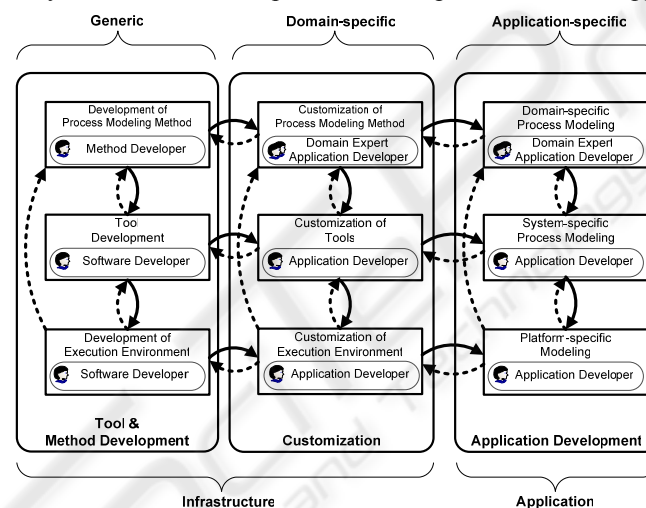 Generic
Domain-specific
Application-specific
Development of
Process Modeling Method
Method Developer
Customization of
Process Modeling Method
Domain Expert
Application Developer
Domain-specific
Process Modeling
Domain Expert
Application Developer
Tool
Development
Software Developer
Customization of
Tools
Application Developer
System-specific
Process Modeling
Application Developer
Development of
Execution Environment
Software Developer
Customization of
Execution Environment
Application Developer
Platform-specific
Modeling
Application Developer
Tool &
Method Development
Customization
Application Development
Infrastructure
Application